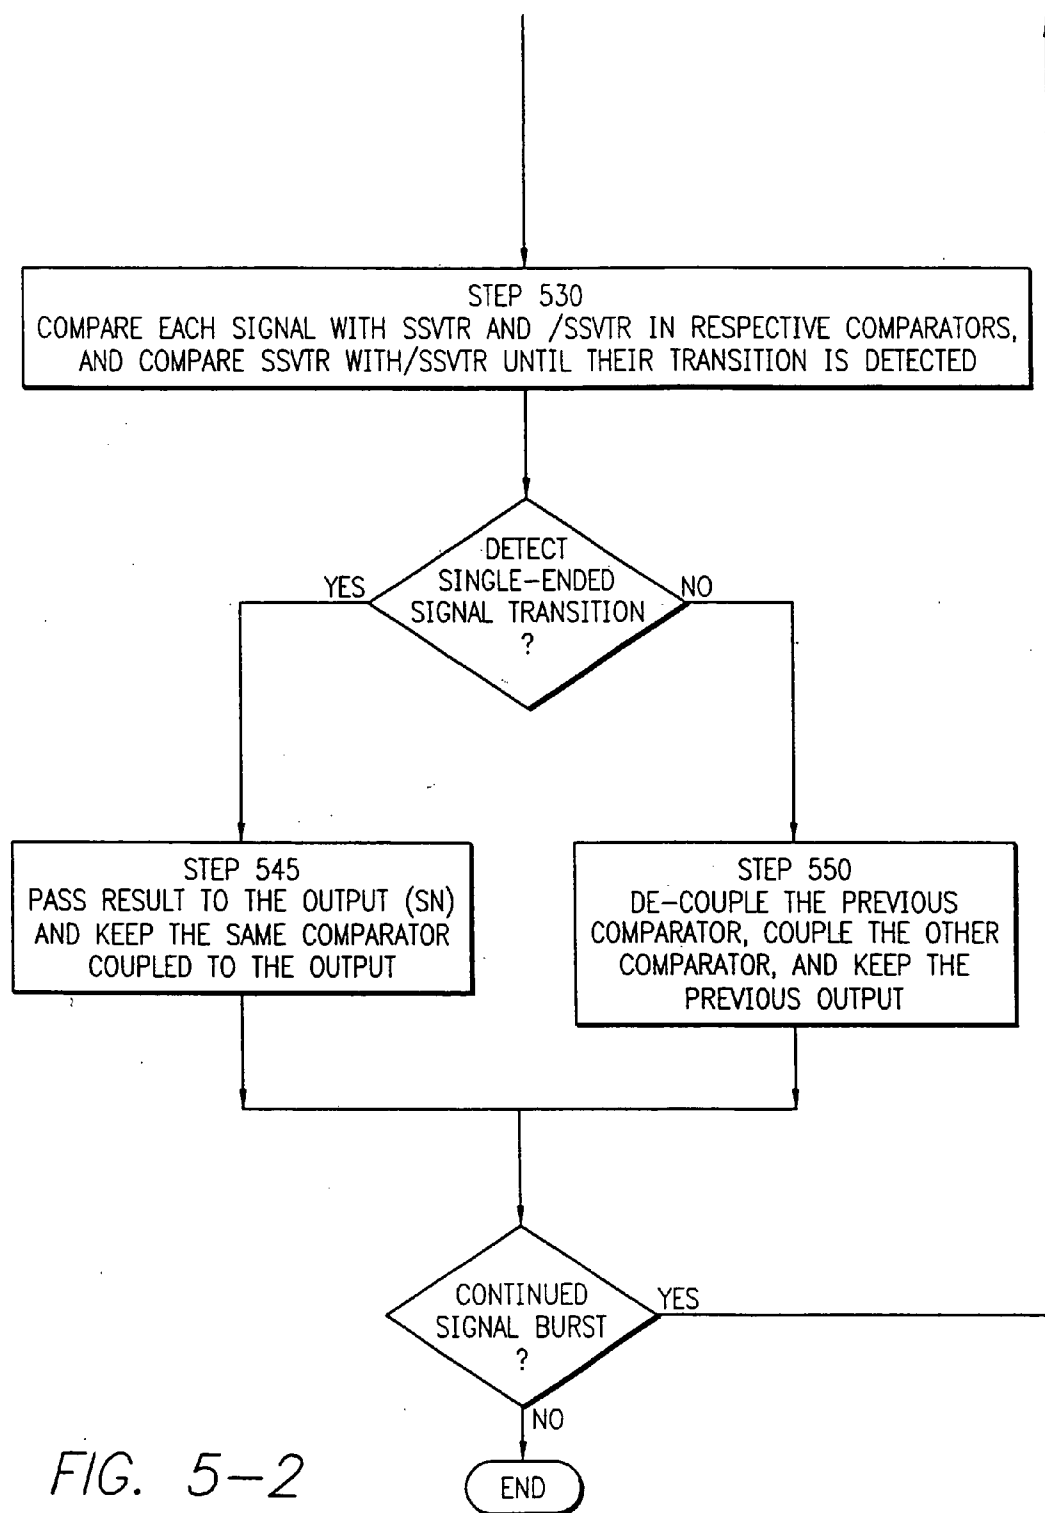 STEP 530
COMPARE EACH SIGNAL WITH SSVTR AND /SSVTR IN RESPECTIVE COMPARATORS,
AND COMPARE SSVTR WITH/SSVTR UNTIL THEIR TRANSITION IS DETECTED
DETECT
SINGLE-ENDED
SIGNAL TRANSITION
?
YES
NO
STEP 545
PASS RESULT TO THE OUTPUT (SN)
AND KEEP THE SAME COMPARATOR
COUPLED TO THE OUTPUT
STEP 550
DE-COUPLE THE PREVIOUS
COMPARATOR, COUPLE THE OTHER
COMPARATOR, AND KEEP THE
PREVIOUS OUTPUT
CONTINUED
SIGNAL BURST
?
YES
NO
END
FIG. 5-2